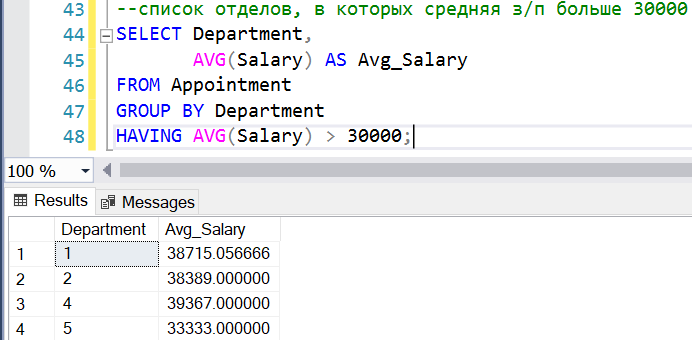 43 --список отделов, в которых средняя з/п больше 30000
44 SELECT Department,
45 AVG(Salary) AS Avg_Salary
46 FROM Appointment
47 GROUP BY Department
48 HAVING AVG(Salary) > 30000;
100 %
Results Messages
Department Avg_Salary
1 1 38715.056666
2 2 38389.000000
3 4 39367.000000
4 5 33333.000000